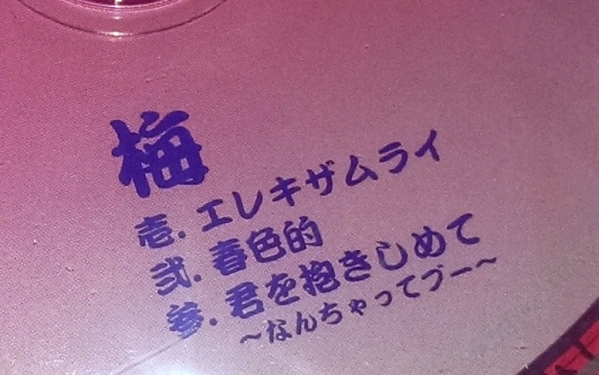 梅
壱.エレキザムライ
弐.春色的
参.君を抱きしめて
~なんちゃってブー~